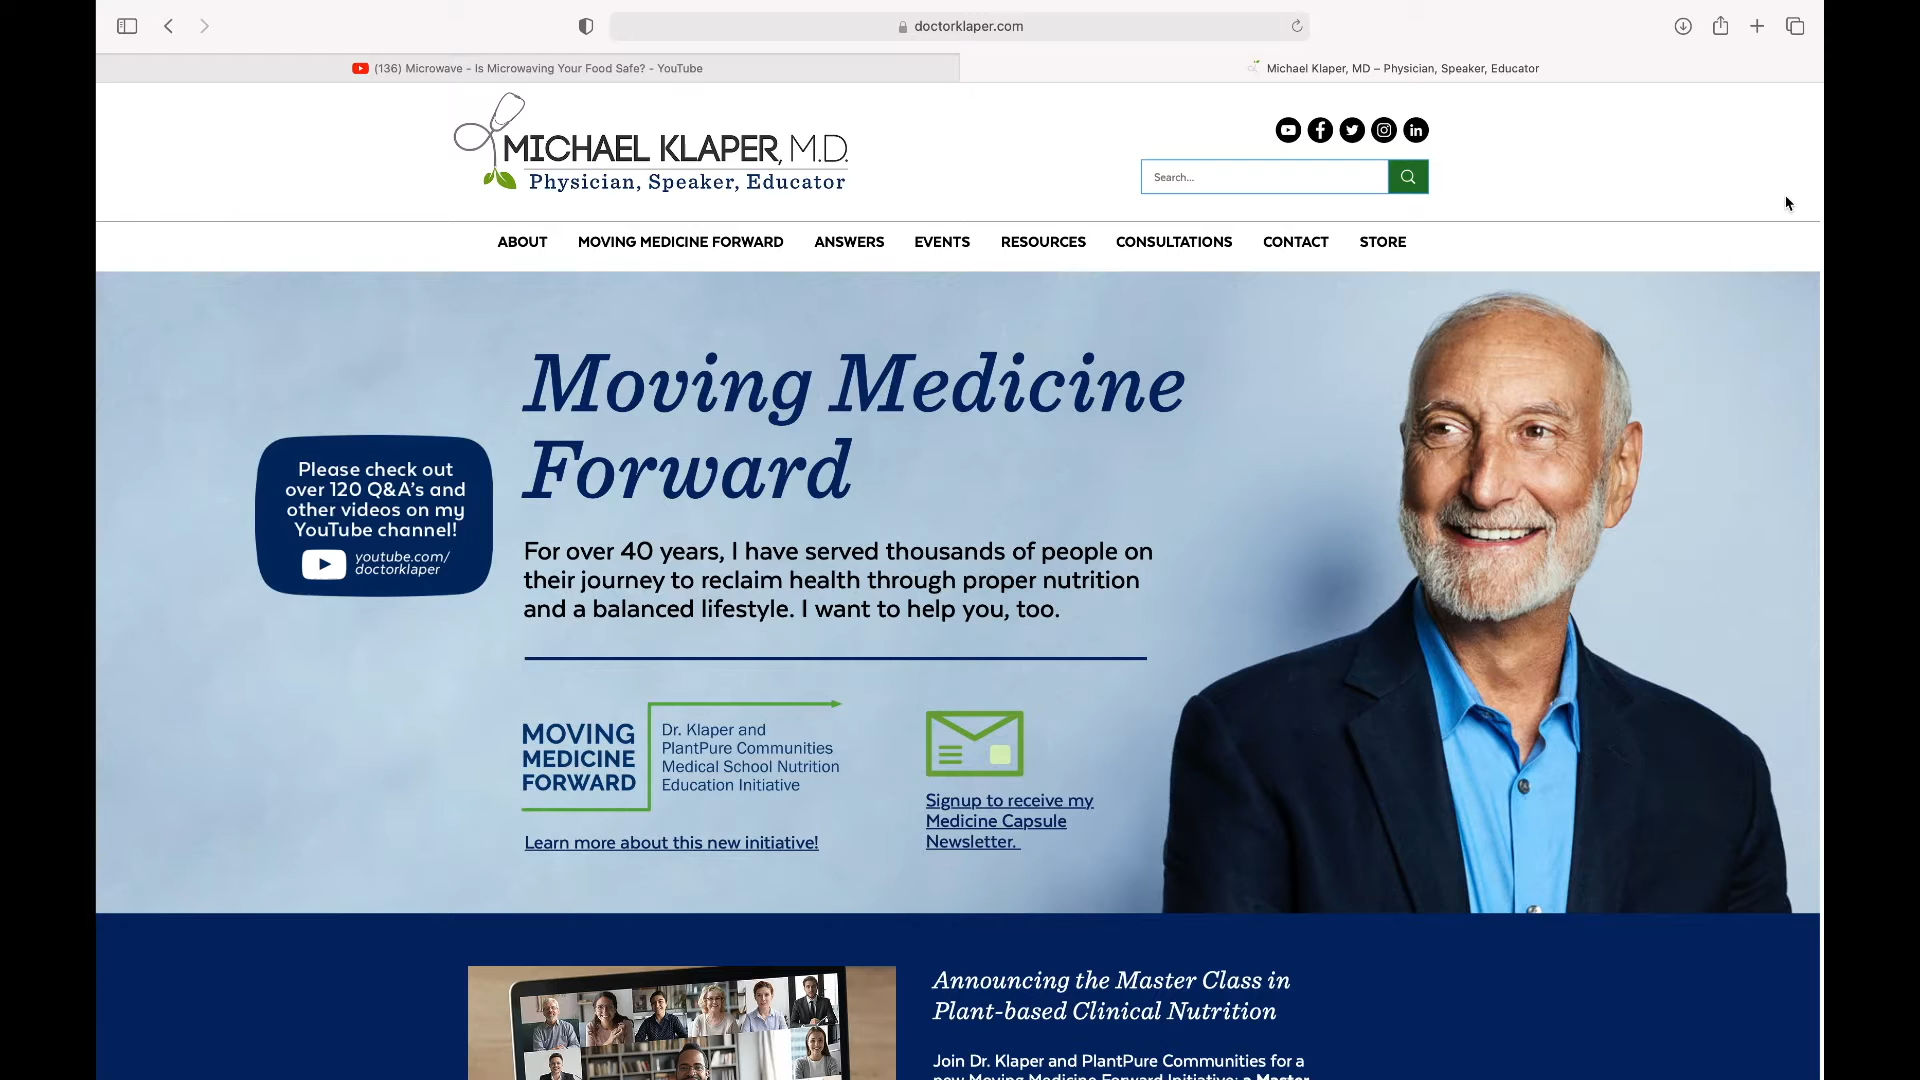 doctorklaper.com
(136) Microwave - Is Microwaving Your Food Safe? - YouTube
Michael Klaper, MD – Physician, Speaker, Educator
MICHAEL KLAPER, M.D.
Physician, Speaker, Educator
Search...
ABOUT MOVING MEDICINE FORWARD ANSWERS EVENTS RESOURCES CONSULTATIONS CONTACT STORE
Moving Medicine
Forward
Please check out
over 120 Q&A's and
other videos on my
YouTube channel!
youtube.com/
doctorklaper
For over 40 years, I have served thousands of people on
their journey to reclaim health through proper nutrition
and a balanced lifestyle. I want to help you, too.
MOVING
MEDICINE
FORWARD
Dr. Klaper and
PlantPure Communities
Medical School Nutrition
Education Initiative
Learn more about this new initiative!
Signup to receive my
Medicine Capsule
Newsletter.
Announcing the Master Class in
Plant-based Clinical Nutrition
Join Dr. Klaper and PlantPure Communities for a
new Moving Medicine Forward Initiative: a Master